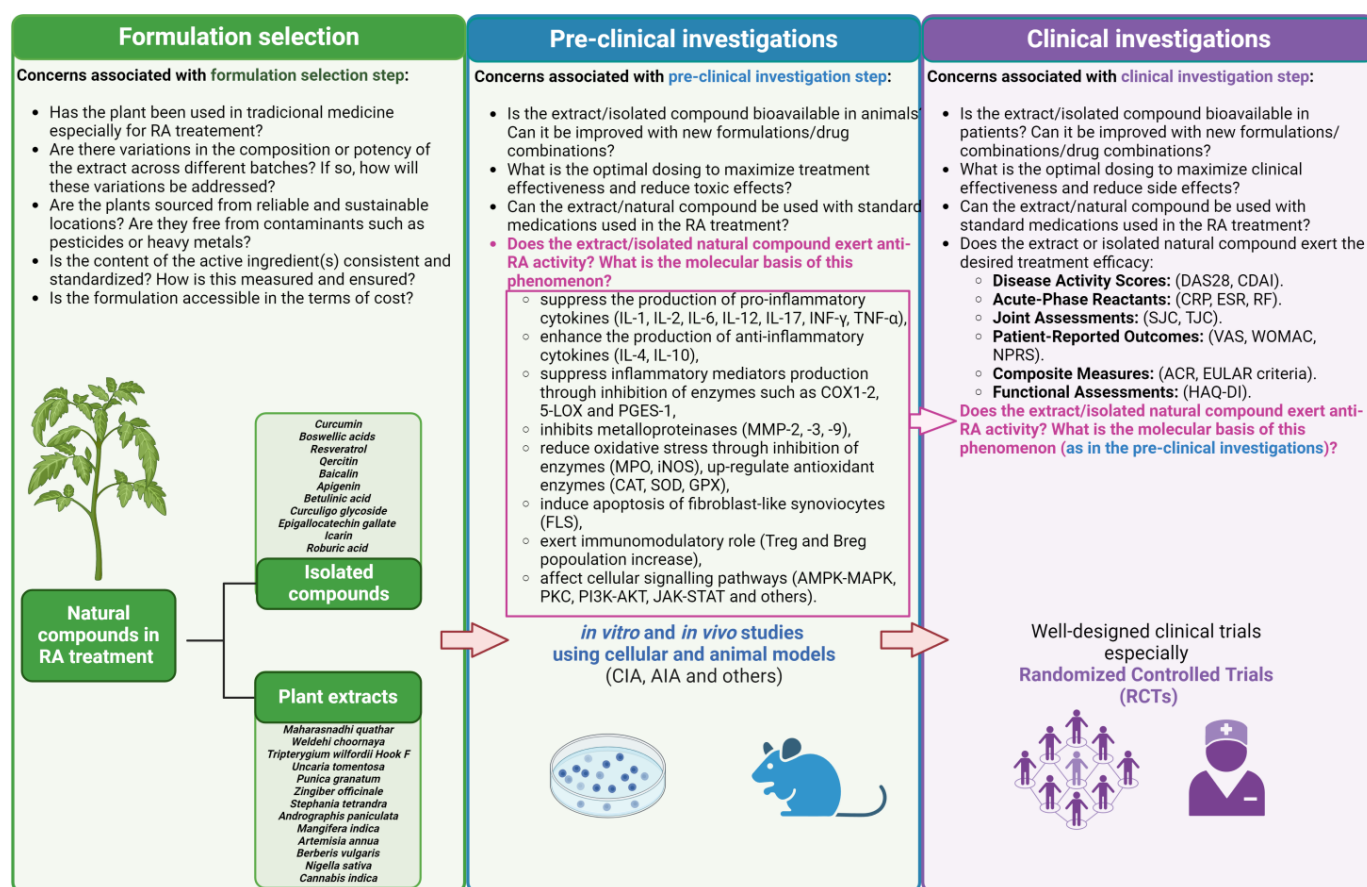 Formulation selection
Concerns associated with formulation selection step:
• Has the plant been used in tradicional medicine
especially for RA treatement?
• Are there variations in the composition or potency of
the extract across different batches? If so, how will
these variations be addressed?
• Are the plants sourced from reliable and sustainable
locations? Are they free from contaminants such as
pesticides or heavy metals?
• Is the content of the active ingredient(s) consistent and
standardized? How is this measured and ensured?
• Is the formulation accessible in the terms of cost?
Curcumin
Boswellic acids
Resveratrol
Qercitin
Baicalin
Apigenin
Betulinic acid
Curculigo glycoside
Epigallocatechin gallate
Icarin
Roburic acid
Isolated
compounds
Natural
compounds in
RA treatment
Plant extracts
Maharasnadhi quathar
Weldehi choornaya
Tripterygium wilfordii Hook F
Uncaria tomentosa
Punica granatum
Zingiber officinale
Stephania tetrandra
Andrographis paniculata
Mangifera indica
Artemisia annua
Berberis vulgaris
Nigella sativa
Cannabis indica
Pre-clinical investigations
Concerns associated with pre-clinical investigation step:
• Is the extract/isolated compound bioavailable in animals?
Can it be improved with new formulations/drug
combinations?
• What is the optimal dosing to maximize treatment
effectiveness and reduce toxic effects?
• Can the extract/natural compound be used with standard
medications used in the RA treatment?
• Does the extract/isolated natural compound exert anti-
RA activity? What is the molecular basis of this
phenomenon?
○ suppress the production of pro-inflammatory
cytokines (IL-1, IL-2, IL-6, IL-12, IL-17, INF-γ, TNF-α),
○ enhance the production of anti-inflammatory
cytokines (IL-4, IL-10),
○ suppress inflammatory mediators production
through inhibition of enzymes such as COX1-2,
5-LOX and PGES-1,
○ inhibits metalloproteinases (MMP-2, -3, -9),
○ reduce oxidative stress through inhibition of
enzymes (MPO, iNOS), up-regulate antioxidant
enzymes (CAT, SOD, GPX),
○ induce apoptosis of fibroblast-like synoviocytes
(FLS),
○ exert immunomodulatory role (Treg and Breg
popoulation increase),
○ affect cellular signalling pathways (AMPK-MAPK,
PKC, PI3K-AKT, JAK-STAT and others).
in vitro and in vivo studies
using cellular and animal models
(CIA, AIA and others)
Clinical investigations
Concerns associated with clinical investigation step:
• Is the extract/isolated compound bioavailable in
patients? Can it be improved with new formulations/
combinations/drug combinations?
• What is the optimal dosing to maximize clinical
effectiveness and reduce side effects?
• Can the extract/natural compound be used with
standard medications used in the RA treatment?
• Does the extract or isolated natural compound exert the
desired treatment efficacy:
○ Disease Activity Scores: (DAS28, CDAI).
○ Acute-Phase Reactants: (CRP, ESR, RF).
○ Joint Assessments: (SJC, TJC).
○ Patient-Reported Outcomes: (VAS, WOMAC,
NPRS).
○ Composite Measures: (ACR, EULAR criteria).
○ Functional Assessments: (HAQ-DI).
Does the extract/isolated natural compound exert anti-
RA activity? What is the molecular basis of this
phenomenon (as in the pre-clinical investigations)?
Well-designed clinical trials
especially
Randomized Controlled Trials
(RCTs)